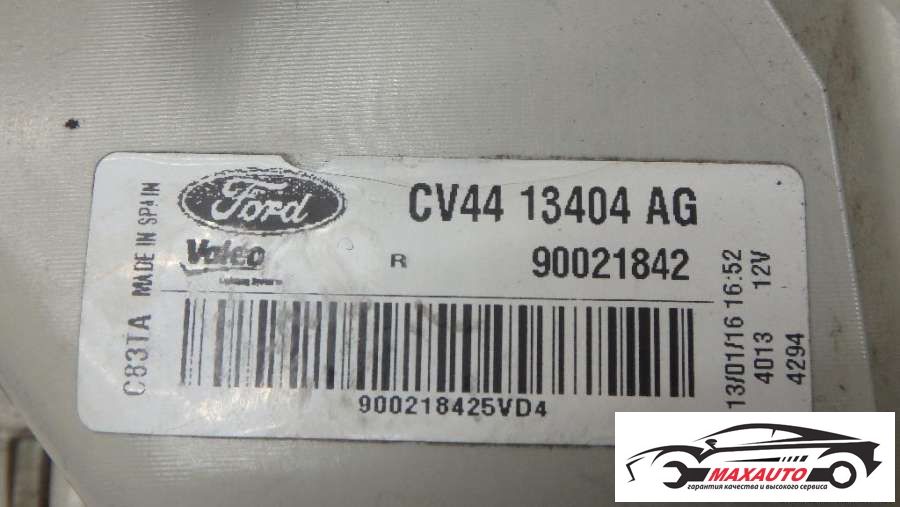 Ford
CV44 13404 AG
Valeo
R
90021842
900218425VD4
C83TA MADE IN SPAIN
13/01/16 16:52
4013 12V
4294
MAXAUTO
гарантия качества и высокого сервиса